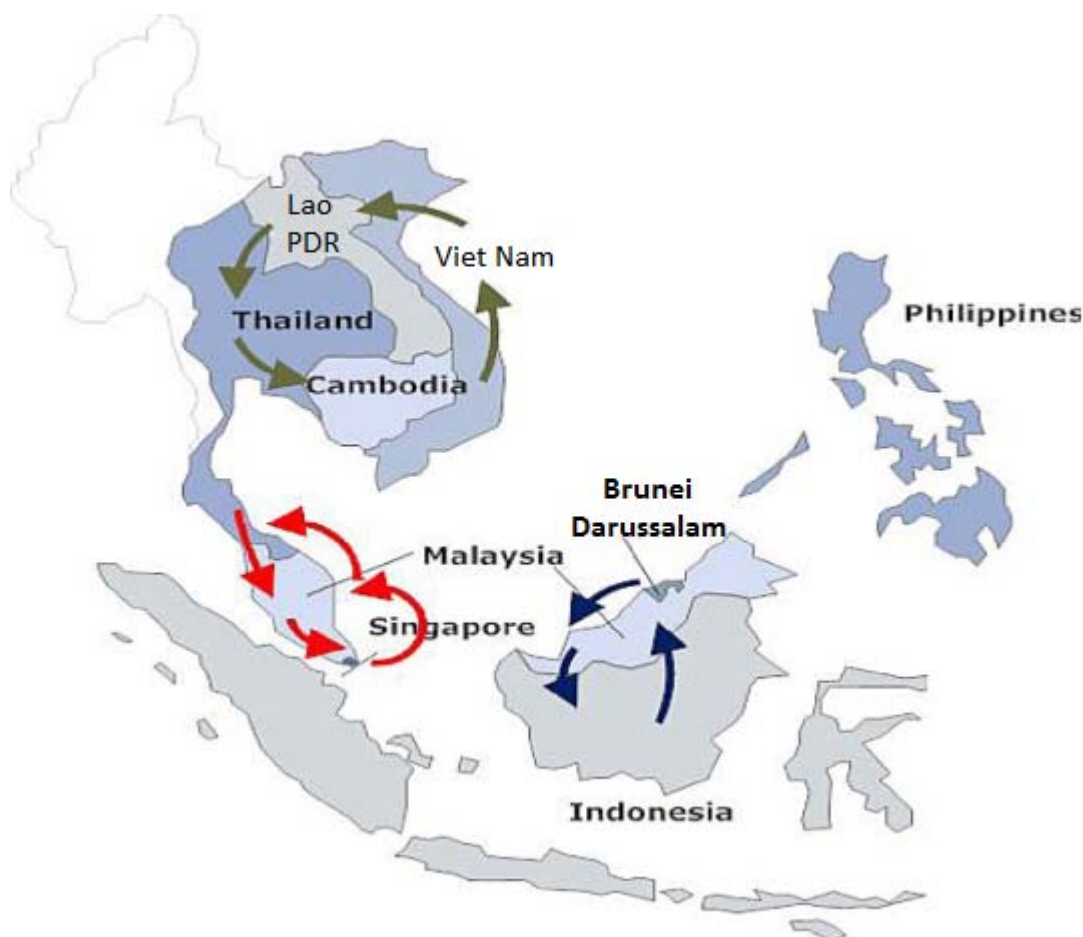 Lao
PDR
Viet Nam
Thailand
Philippines
Cambodia
Brunei
Darussalam
Malaysia
Singapore
Indonesia